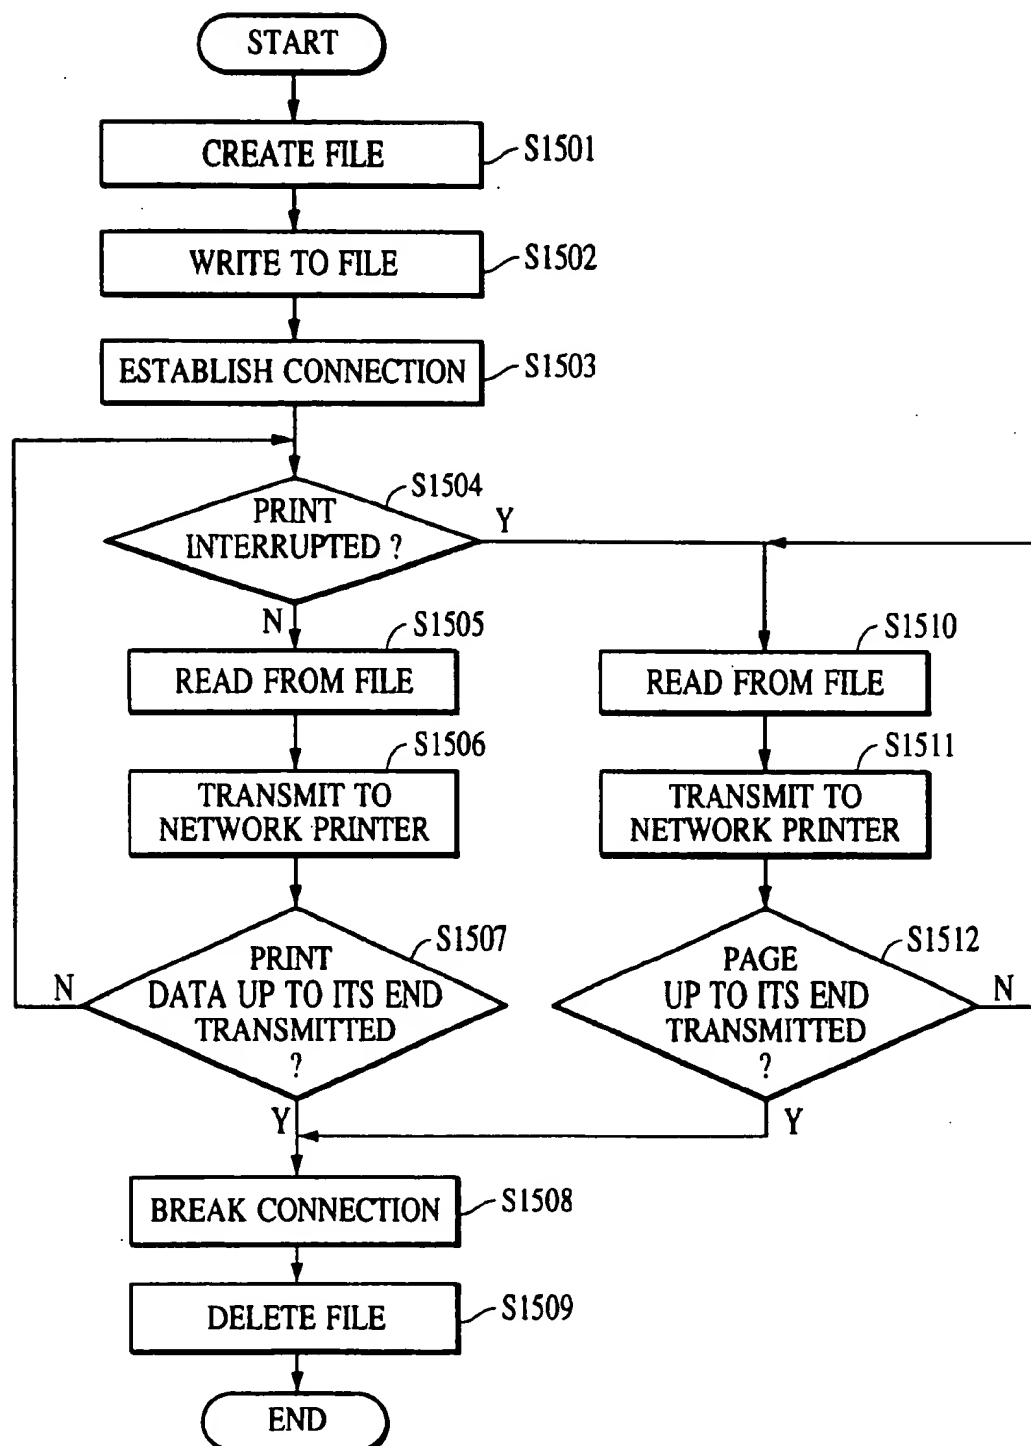 START
CREATE FILE
S1501
WRITE TO FILE
S1502
ESTABLISH CONNECTION
S1503
S1504
PRINT
INTERRUPTED ?
Y
N
S1505
READ FROM FILE
S1506
TRANSMIT TO
NETWORK PRINTER
S1507
PRINT
DATA UP TO ITS END
TRANSMITTED
?
N
Y
S1510
READ FROM FILE
S1511
TRANSMIT TO
NETWORK PRINTER
S1512
PAGE
UP TO ITS END
TRANSMITTED
?
N
Y
BREAK CONNECTION
S1508
DELETE FILE
S1509
END